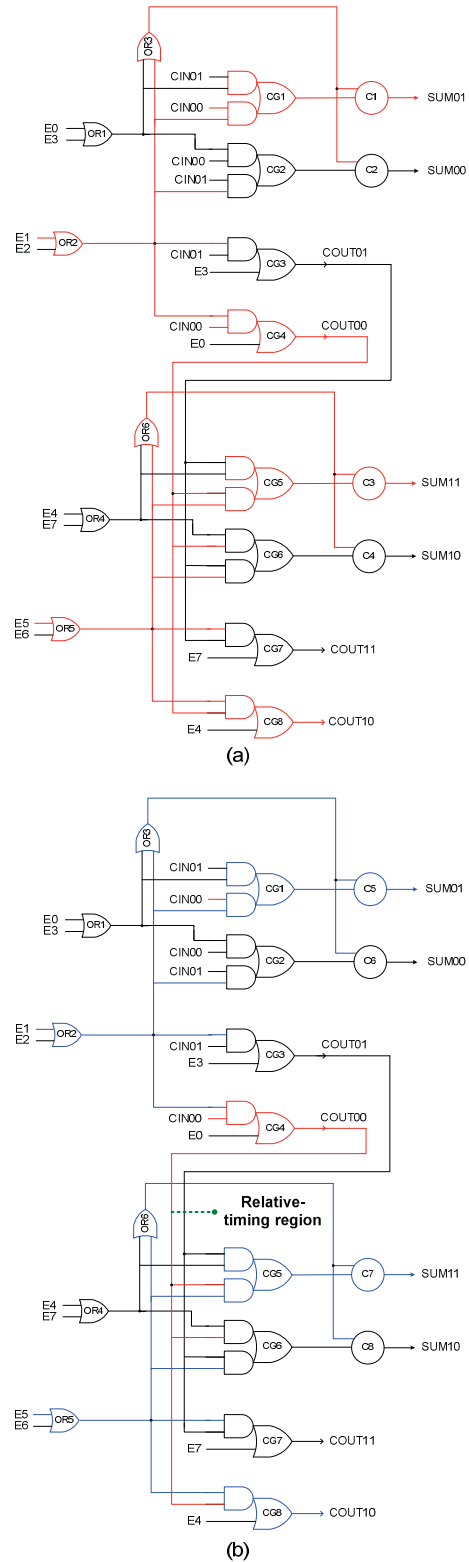 OR3
CIN01
CG1
C1
SUM01
CIN00
E0
E3
OR1
CIN00
CG2
C2
SUM00
CIN01
E1
E2
OR2
CIN01
CG3
COUT01
E3
CIN00
CG4
COUT00
E0
OR6
CG5
C3
SUM11
E4
E7
OR4
CG6
C4
SUM10
E5
E6
OR5
CG7
COUT11
E7
CG8
COUT10
E4
(a)
OR3
CIN01
CG1
C5
SUM01
CIN00
E0
E3
OR1
CIN00
CG2
C6
SUM00
CIN01
E1
E2
OR2
CIN01
CG3
COUT01
E3
CIN00
CG4
COUT00
E0
Relative-
timing region
OR6
CG5
C7
SUM11
E4
E7
OR4
CG6
C8
SUM10
E5
E6
OR5
CG7
COUT11
E7
CG8
COUT10
E4
(b)